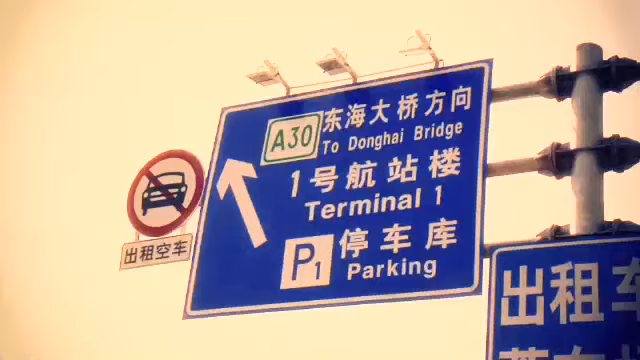 A30 东海大桥方向
To Donghai Bridge
1号航站楼
Terminal 1
P1 停车库
Parking
出租空车
出租车